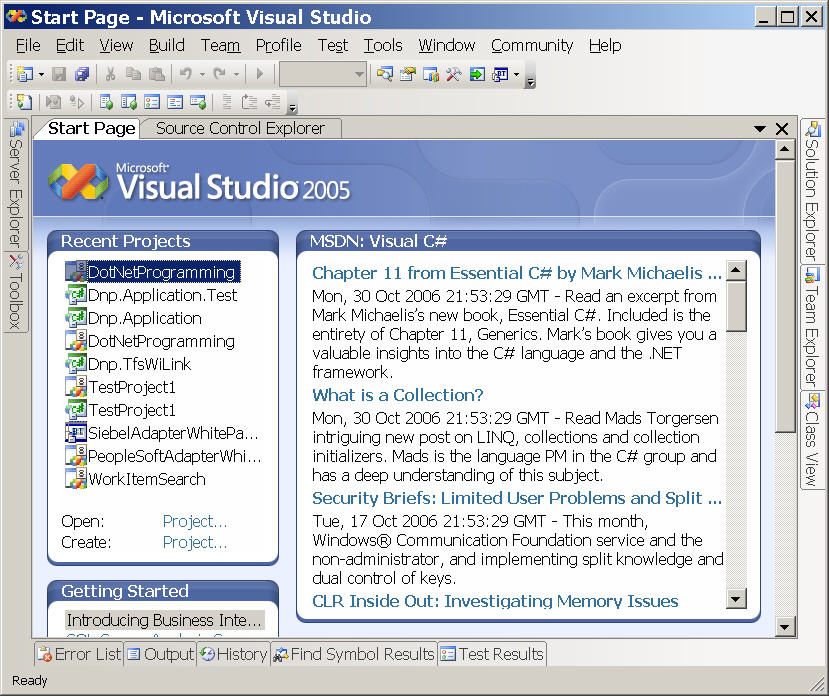 Start Page - Microsoft Visual Studio
File Edit View Build Team Profile Test Tools Window Community Help
Start Page Source Control Explorer
Server Explorer
Toolbox
Microsoft®
Visual Studio® 2005
Recent Projects
DotNetProgramming
Dnp.Application.Test
Dnp.Application
DotNetProgramming
Dnp.TfsWiLink
TestProject1
TestProject1
SiebelAdapterWhitePa...
PeopleSoftAdapterWhi...
WorkItemSearch
Open: Project...
Create: Project...
Getting Started
Introducing Business Inte...
MSDN: Visual C#
Chapter 11 from Essential C# by Mark Michaelis ...
Mon, 30 Oct 2006 21:53:29 GMT - Read an excerpt from
Mark Michaelis's new book, Essential C#. Included is the
entirety of Chapter 11, Generics. Mark's book gives you a
valuable insights into the C# language and the .NET
framework.
What is a Collection?
Mon, 30 Oct 2006 21:53:29 GMT - Read Mads Torgersen
intriguing new post on LINQ, collections and collection
initializers. Mads is the language PM in the C# group and
has a deep understanding of this subject.
Security Briefs: Limited User Problems and Split ...
Tue, 17 Oct 2006 21:53:29 GMT - This month,
Windows® Communication Foundation service and the
non-administrator, and implementing split knowledge and
dual control of keys.
CLR Inside Out: Investigating Memory Issues
Solution Explorer
Team Explorer
Class View
Error List Output History Find Symbol Results Test Results
Ready